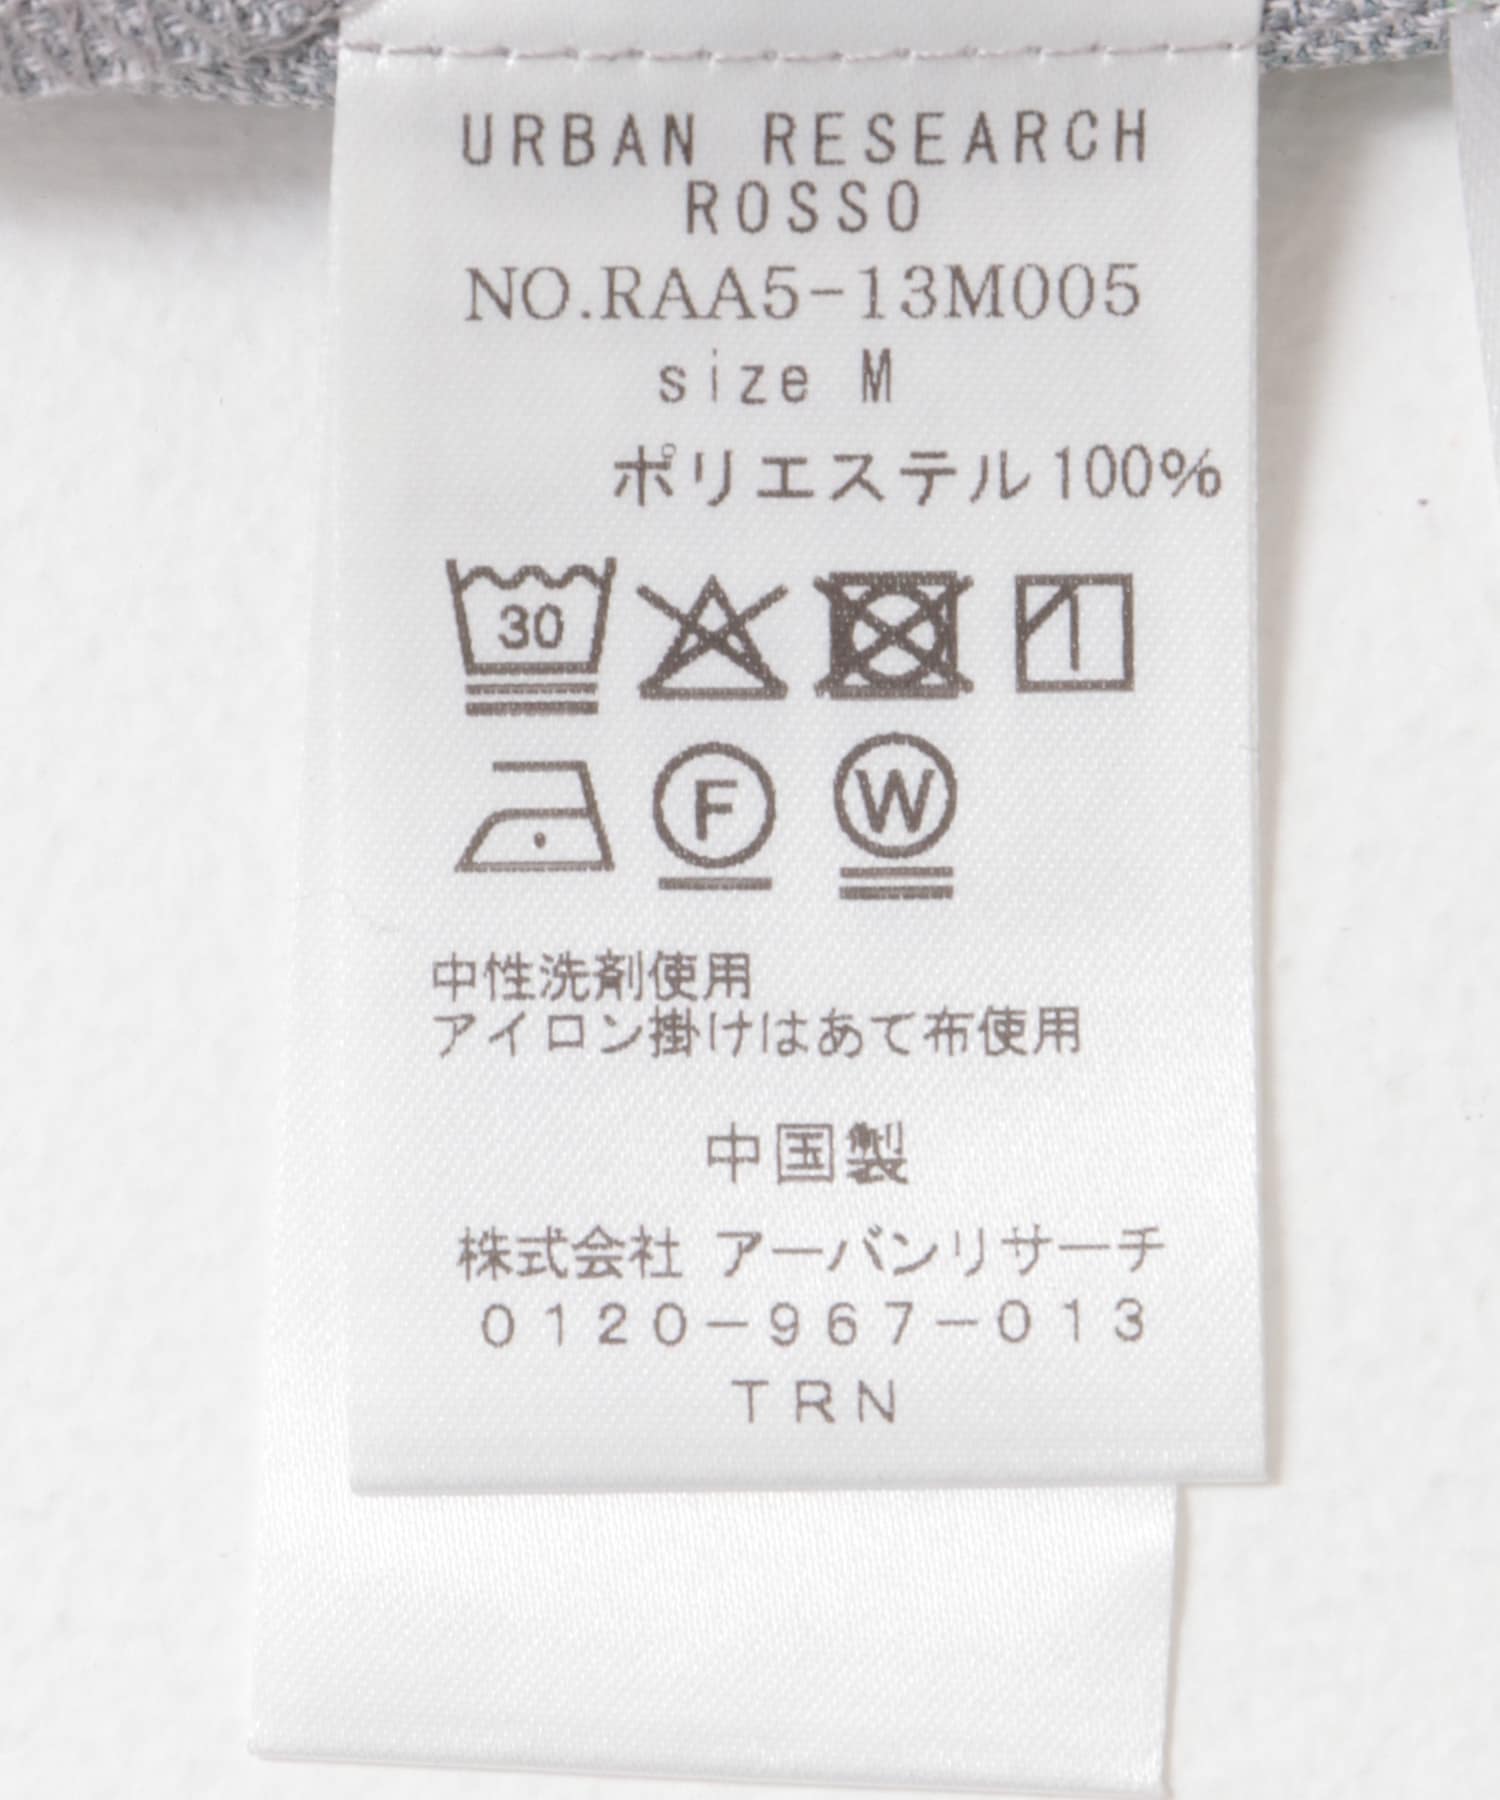 URBAN RESEARCH
ROSSO
NO.RAA5-13M005
size M
ポリエステル100%
30
F W
中性洗剤使用
アイロン掛けはあて布使用
中国製
株式会社 アーバンリサーチ
0120-967-013
TRN